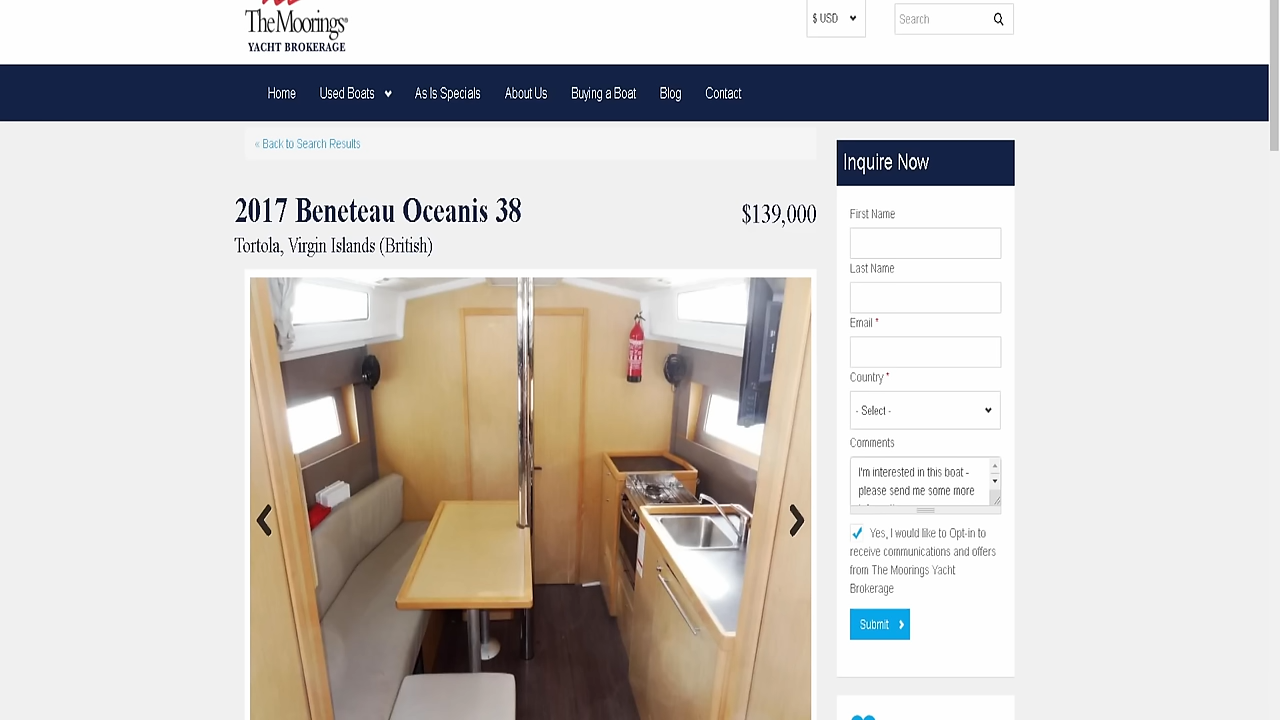 TheMoorings®
YACHT BROKERAGE
$ USD
Search
Home
Used Boats
As Is Specials
About Us
Buying a Boat
Blog
Contact
« Back to Search Results
2017 Beneteau Oceanis 38
$139,000
Tortola, Virgin Islands (British)
Inquire Now
First Name
Last Name
Email *
Country *
- Select -
Comments
I'm interested in this boat -
please send me some more
Yes, I would like to Opt-in to
receive communications and offers
from The Moorings Yacht
Brokerage
Submit